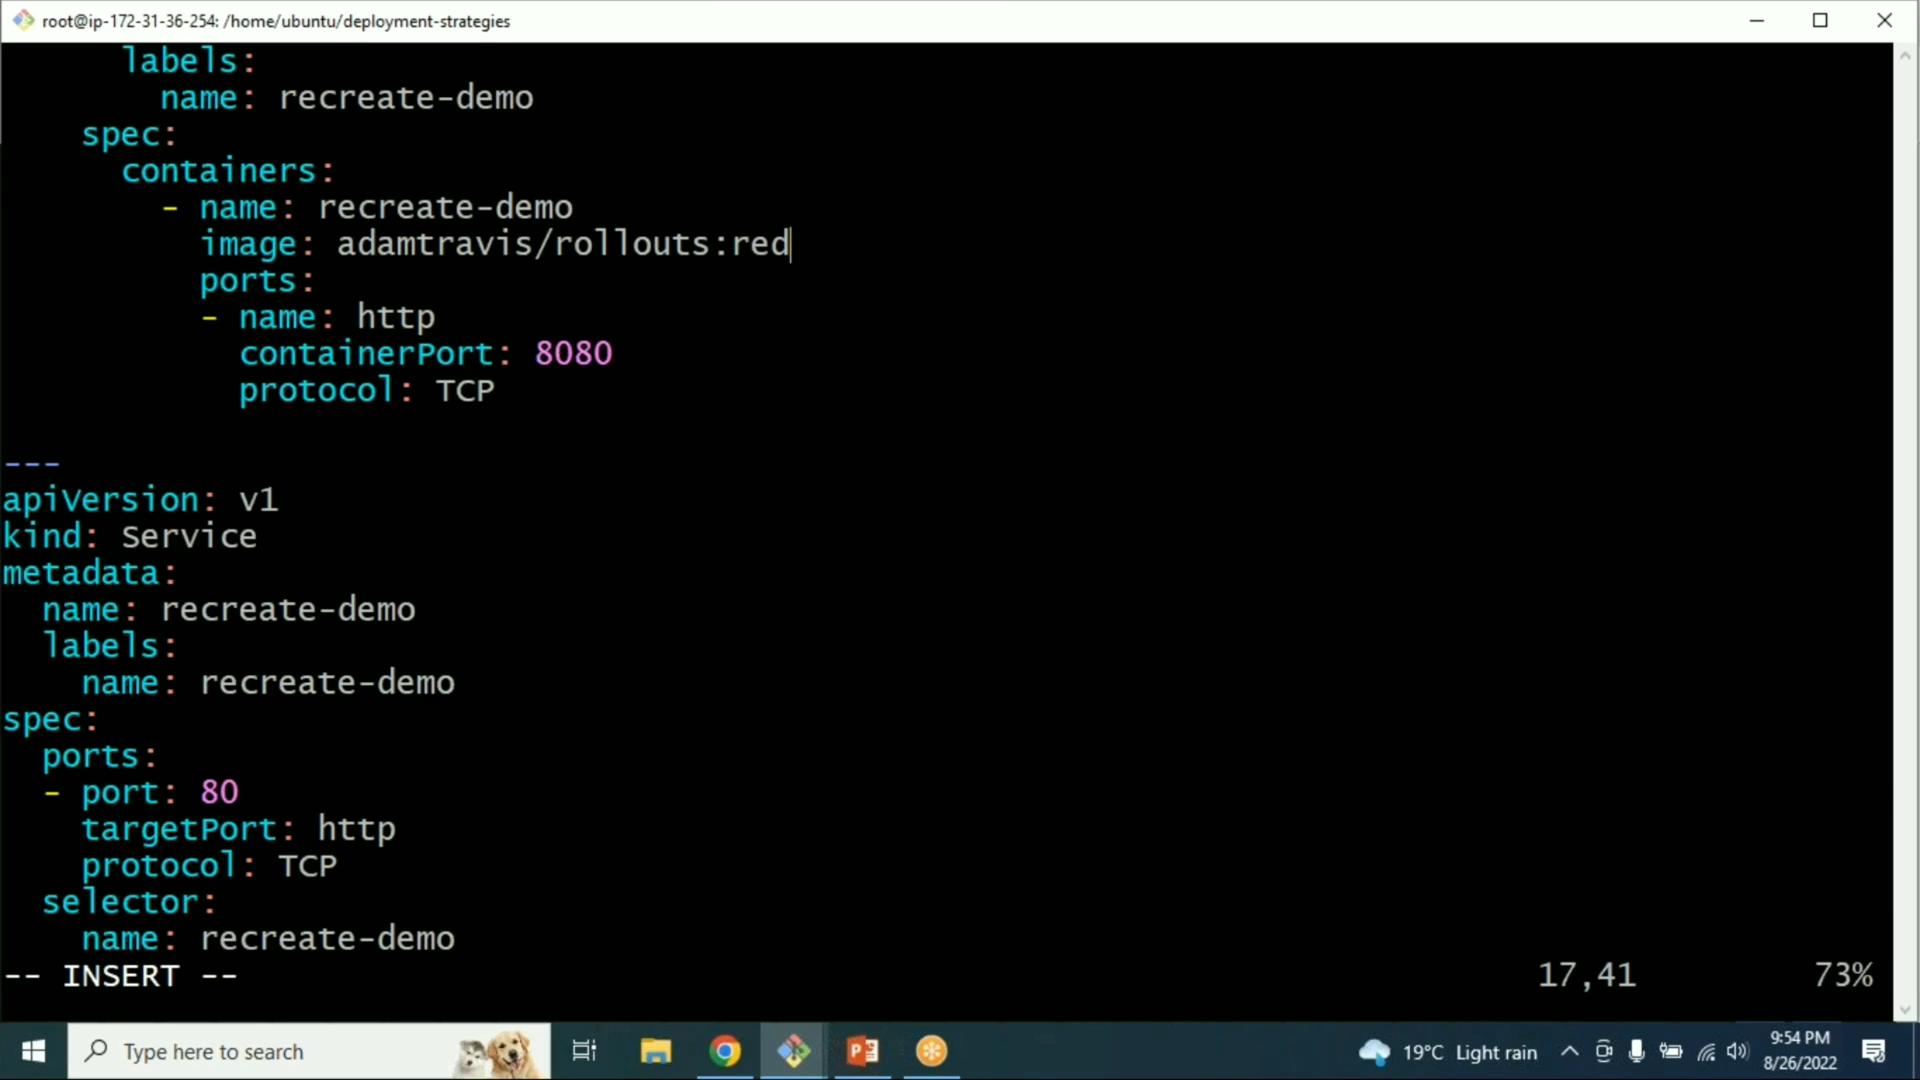 root@ip-172-31-36-254: /home/ubuntu/deployment-strategies
labels:
name: recreate-demo
spec:
containers:
- name: recreate-demo
image: adamtravis/rollouts:red
ports:
- name: http
containerPort: 8080
protocol: TCP
---
apiVersion: v1
kind: Service
metadata:
name: recreate-demo
labels:
name: recreate-demo
spec:
ports:
- port: 80
targetPort: http
protocol: TCP
selector:
name: recreate-demo
-- INSERT -- 17,41 73%
Type here to search
19°C Light rain
9:54 PM
8/26/2022